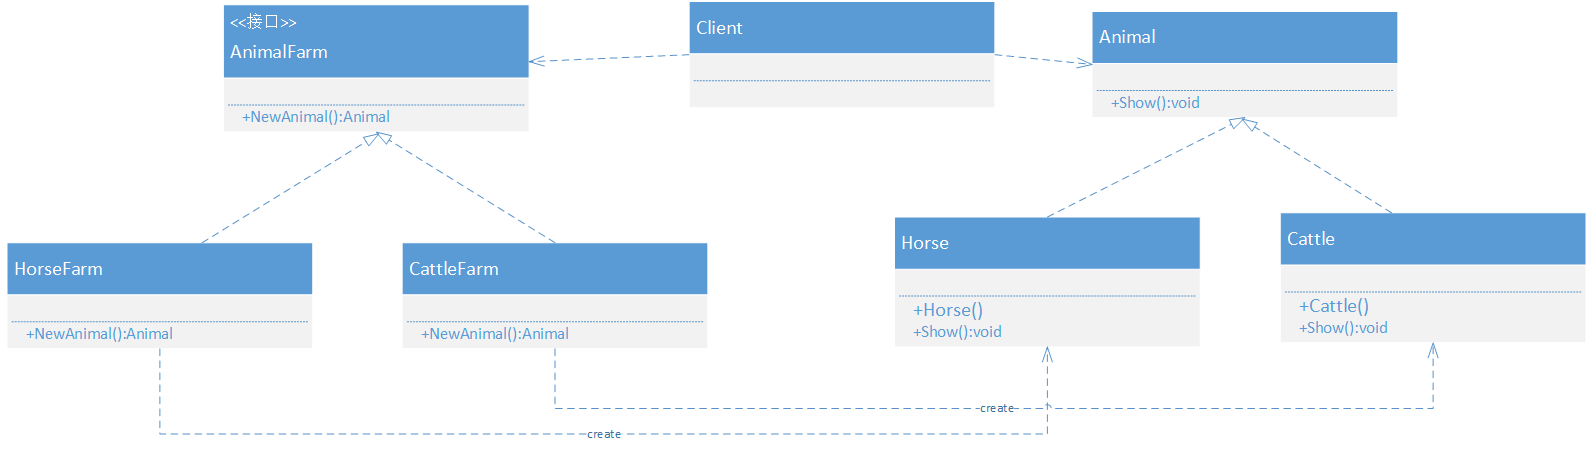 <<接口>>
AnimalFarm
+NewAnimal():Animal
Client
Animal
+Show():void
HorseFarm
+NewAnimal():Animal
CattleFarm
+NewAnimal():Animal
Horse
+Horse()
+Show():void
Cattle
+Cattle()
+Show():void
create
create